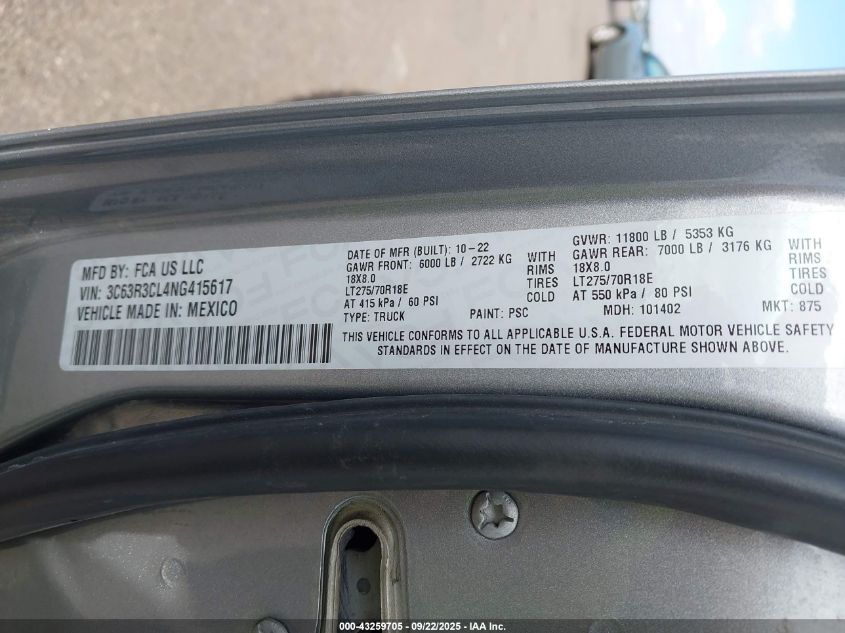 MFD BY: FCA US LLC
VIN: 3C63R3CL4NG415617
VEHICLE MADE IN: MEXICO
DATE OF MFR (BUILT): 10-22
GAWR FRONT: 6000 LB / 2722 KG WITH
18X8.0 RIMS
LT275/70R18E TIRES
AT 415 kPa / 60 PSI COLD
TYPE: TRUCK PAINT: PSC
GVWR: 11800 LB / 5353 KG
GAWR REAR: 7000 LB / 3176 KG WITH
18X8.0 RIMS
LT275/70R18E TIRES
AT 550 kPa / 80 PSI COLD
MDH: 101402 MKT: 875
THIS VEHICLE CONFORMS TO ALL APPLICABLE U.S.A. FEDERAL MOTOR VEHICLE SAFETY
STANDARDS IN EFFECT ON THE DATE OF MANUFACTURE SHOWN ABOVE.
000-43259705 - 09/22/2025 - IAA Inc.